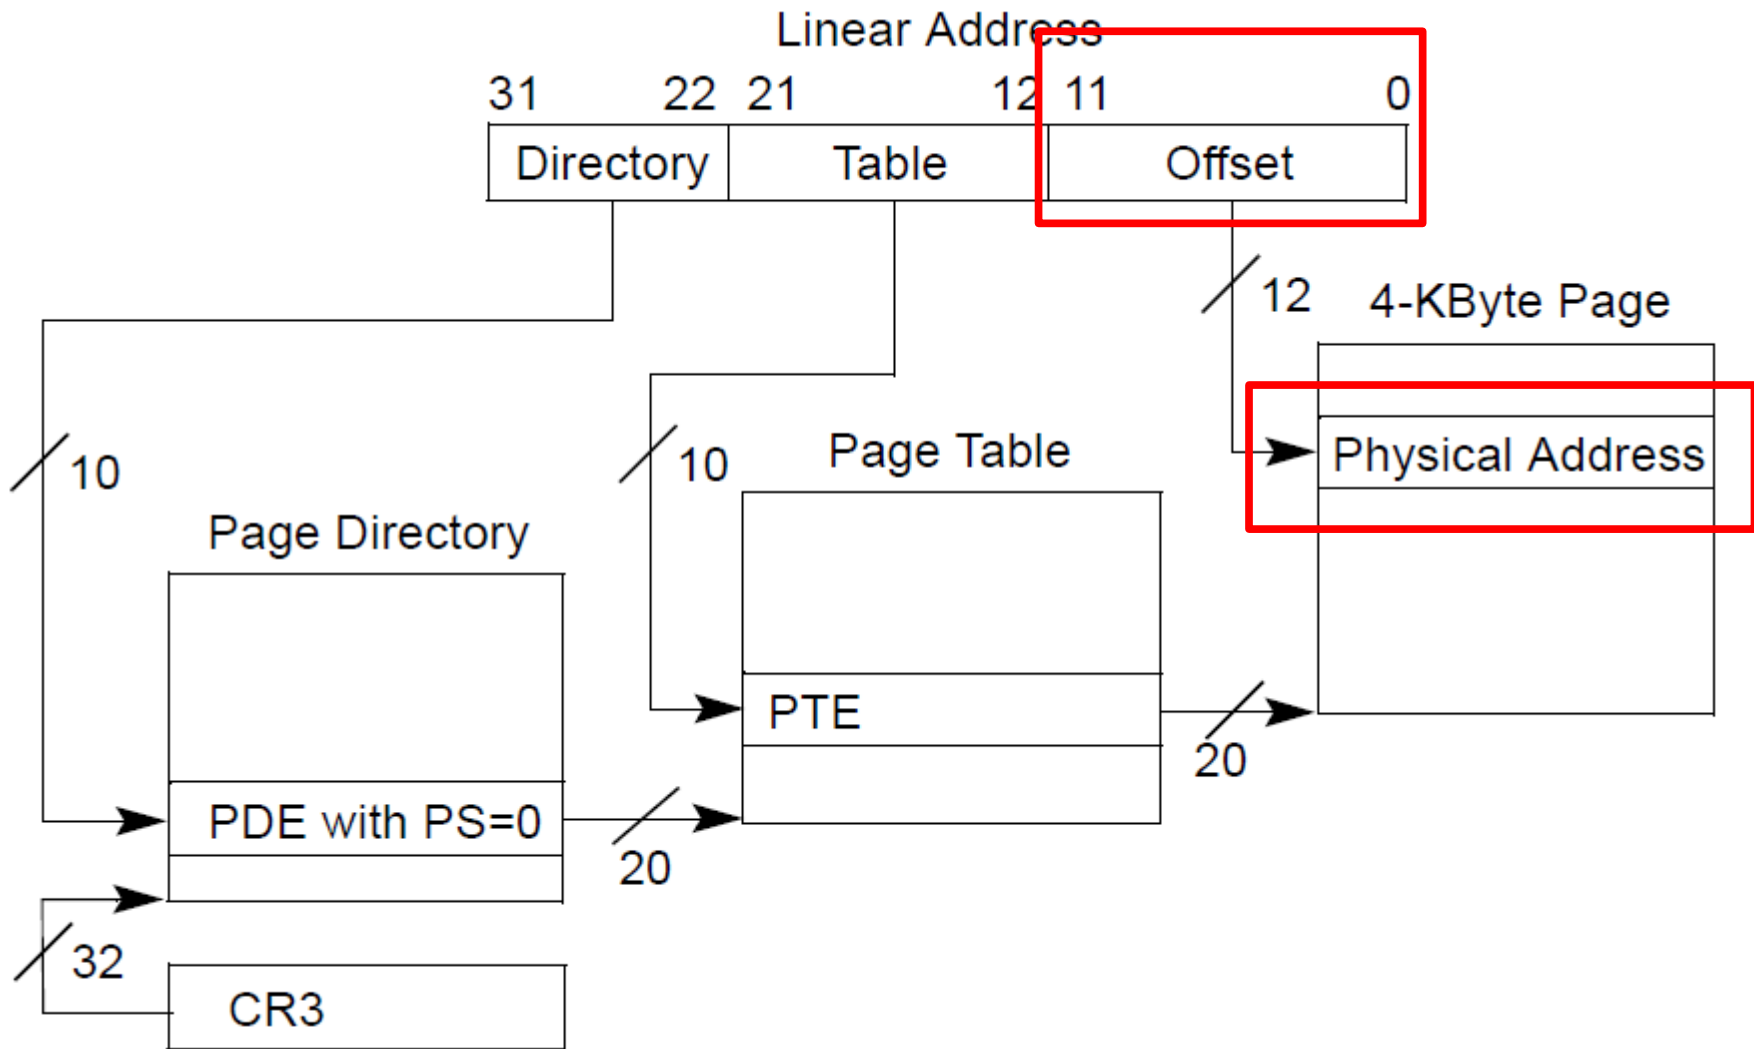 Linear Address
31 22 21 12 11 0
Directory Table Offset
12
4-KByte Page
Physical Address
10
10
Page Table
Page Directory
PTE
20
PDE with PS=0
20
32
CR3